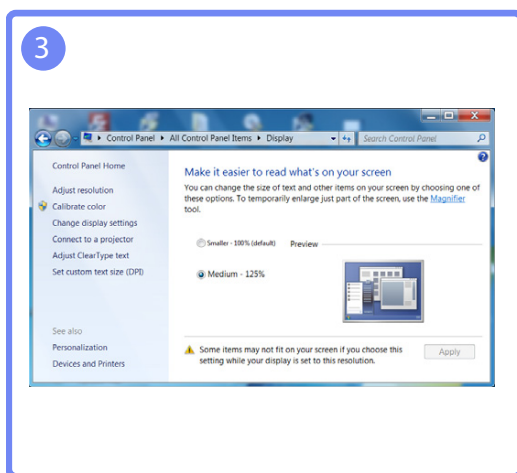 3
Control Panel ▸ All Control Panel Items ▸ Display
Search Control Panel
Control Panel Home
Adjust resolution
Calibrate color
Change display settings
Connect to a projector
Adjust ClearType text
Set custom text size (DPI)
See also
Personalization
Devices and Printers
Make it easier to read what's on your screen
You can change the size of text and other items on your screen by choosing one of
these options. To temporarily enlarge just part of the screen, use the Magnifier
tool.
Smaller - 100% (default)
Preview
Medium - 125%
Some items may not fit on your screen if you choose this
setting while your display is set to this resolution.
Apply